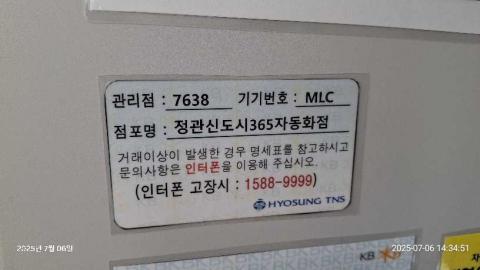 관리점 : 7638 기기번호 : MLC
점포명 : 정관신도시365자동화점
거래이상이 발생한 경우 명세표를 참고하시고
문의사항은 인터폰을 이용해 주십시오.
(인터폰 고장시 : 1588-9999)
HYOSUNG TNS
2025년 7월 06일
2025-07-06 14:34:51
KB